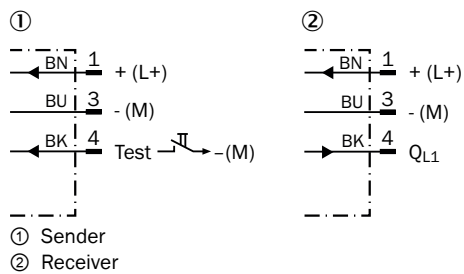 ① ②
BN 1 + (L+) BN 1 + (L+)
BU 3 - (M) BU 3 - (M)
BK 4 Test –(M) BK 4 QL1
① Sender
② Receiver